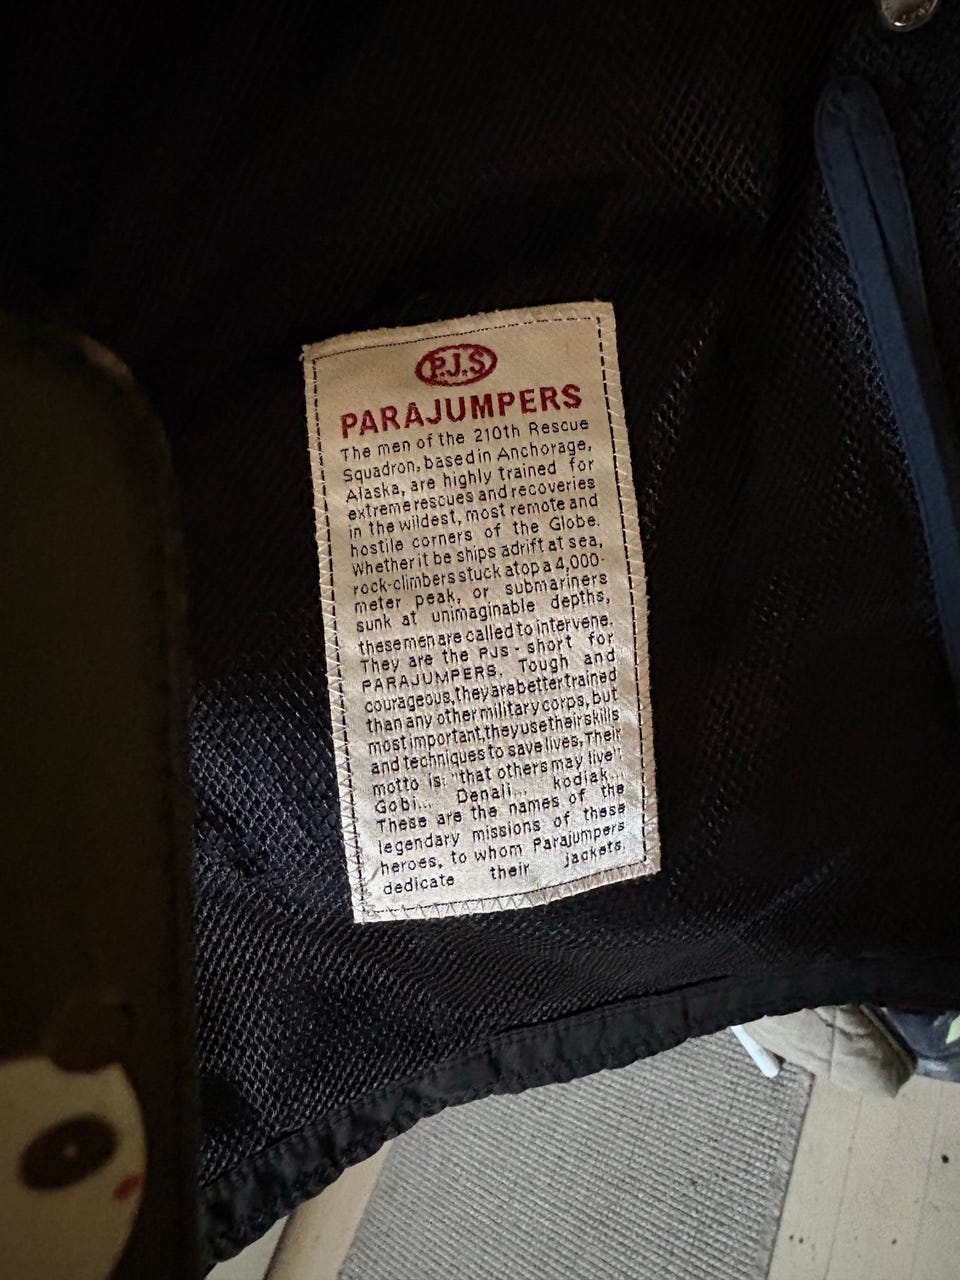 P.J.S
PARAJUMPERS
The men of the 210th Rescue
Squadron, based in Anchorage,
Alaska, are highly trained for
extreme rescues and recoveries
in the wildest, most remote and
hostile corners of the Globe.
Whether it be ships adrift at sea,
rock-climbers stuck atop a 4,000-
meter peak, or submariners
sunk at unimaginable depths,
these men are called to intervene.
They are the PJs - short for
PARAJUMPERS. Tough and
courageous, they are better trained
than any other military corps, but
most important, they use their skills
and techniques to save lives, Their
motto is: "that others may live".
Gobi... Denali... kodiak...
These are the names of the
legendary missions of these
heroes, to whom Parajumpers
dedicate their jackets.